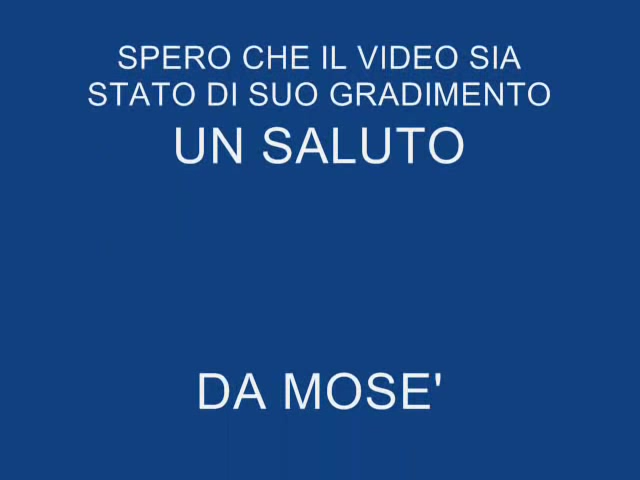 SPERO CHE IL VIDEO SIA
STATO DI SUO GRADIMENTO
UN SALUTO
DA MOSE'